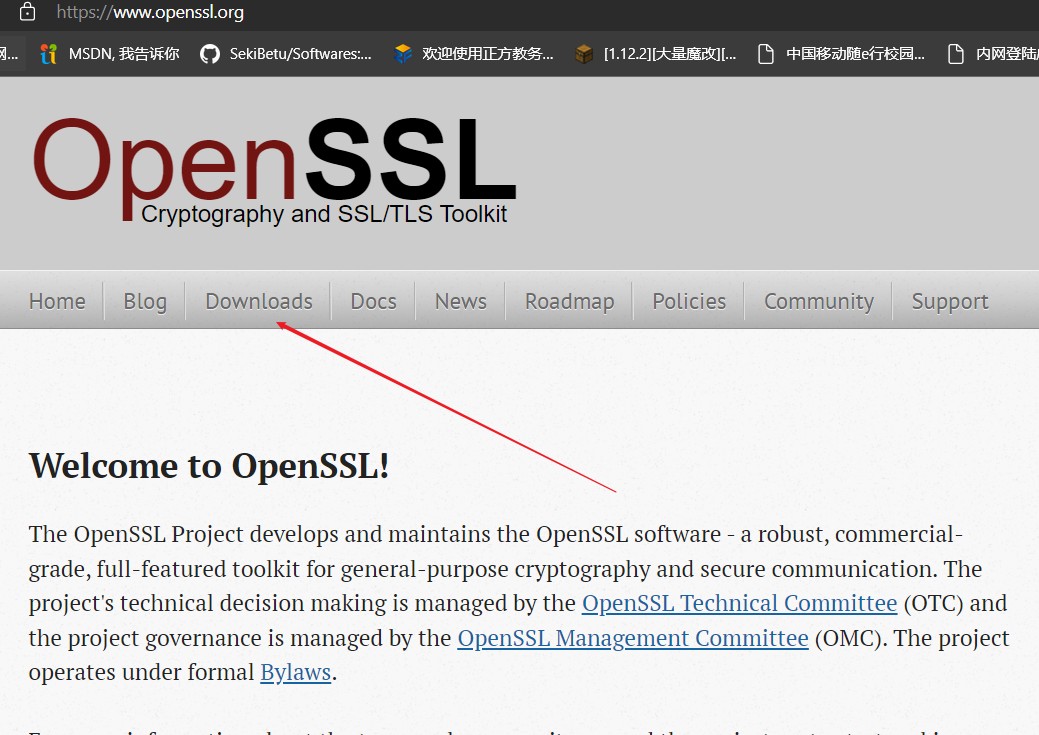 https://www.openssl.org
网... MSDN, 我告诉你 SekiBetu/Softwares:... 欢迎使用正方教务... [1.12.2][大量魔改][... 中国移动随e行校园... 内网登陆
OpenSSL
Cryptography and SSL/TLS Toolkit
Home Blog Downloads Docs News Roadmap Policies Community Support
Welcome to OpenSSL!
The OpenSSL Project develops and maintains the OpenSSL software - a robust, commercial-
grade, full-featured toolkit for general-purpose cryptography and secure communication. The
project's technical decision making is managed by the OpenSSL Technical Committee (OTC) and
the project governance is managed by the OpenSSL Management Committee (OMC). The project
operates under formal Bylaws.